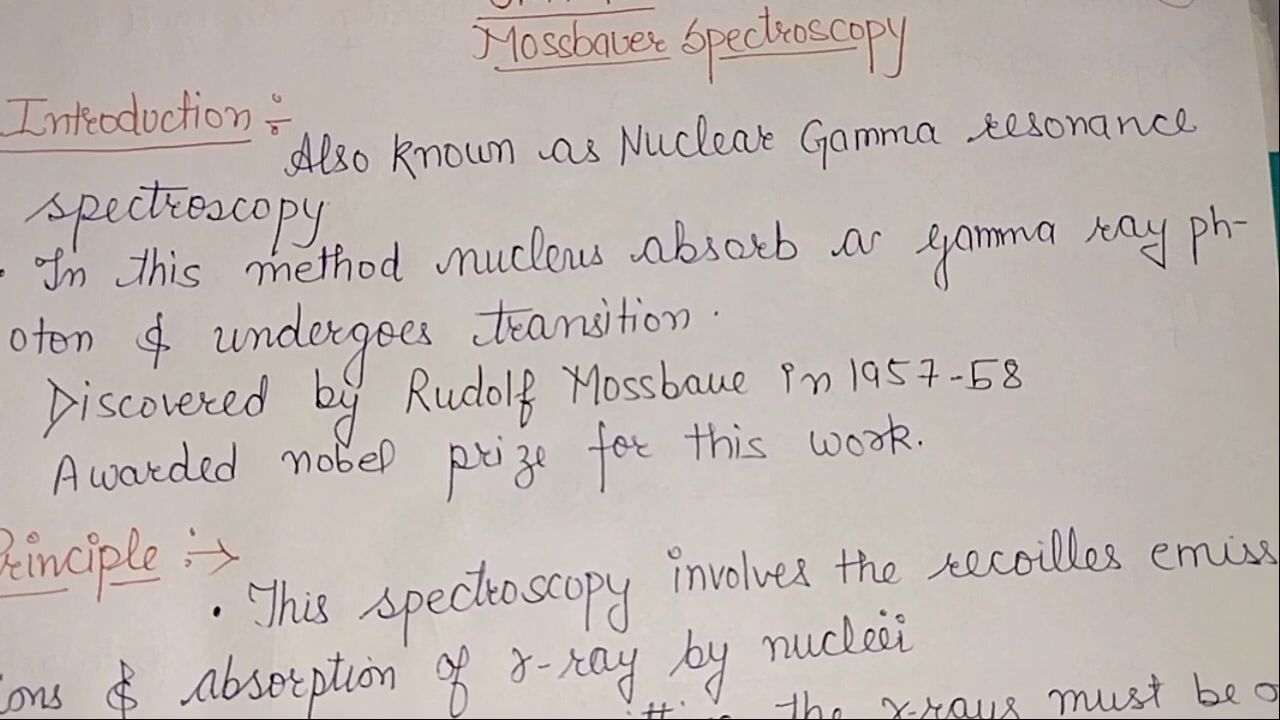 Mossbauer Spectroscopy
Introduction :-
Also known as Nuclear Gamma resonance
spectroscopy
• In this method nucleus absorb a gamma ray ph-
oton & undergoes transition.
Discovered by Rudolf Mossbaue in 1957-58
Awarded nobel prize for this work.
Principle :→
• This spectroscopy involves the recoilles emiss
ions & absorption of γ-ray by nucleii
the γ-rays must be